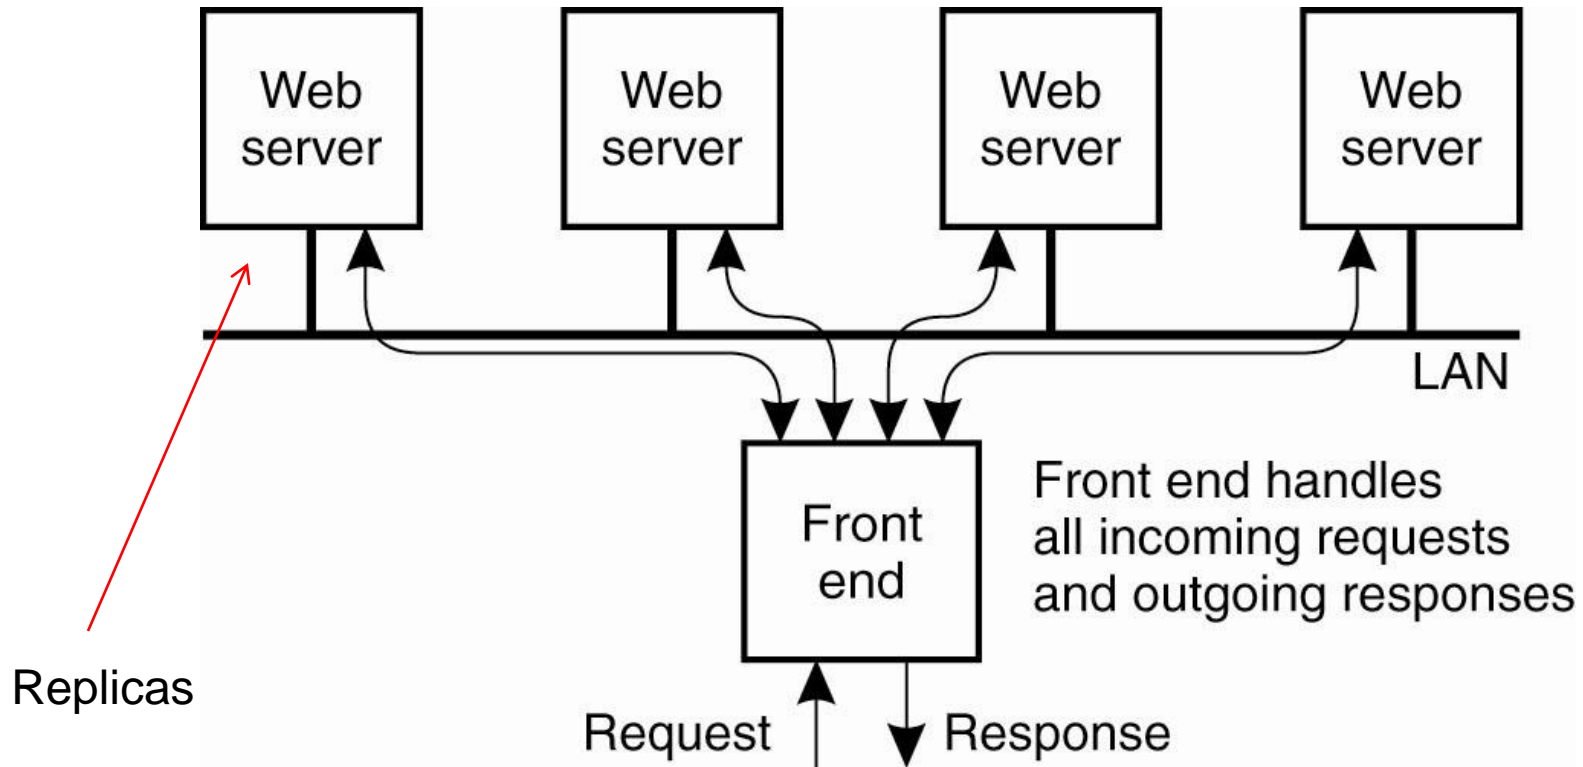 Web
server
Web
server
Web
server
Web
server
LAN
Front
end
Front end handles
all incoming requests
and outgoing responses
Replicas
Request
Response